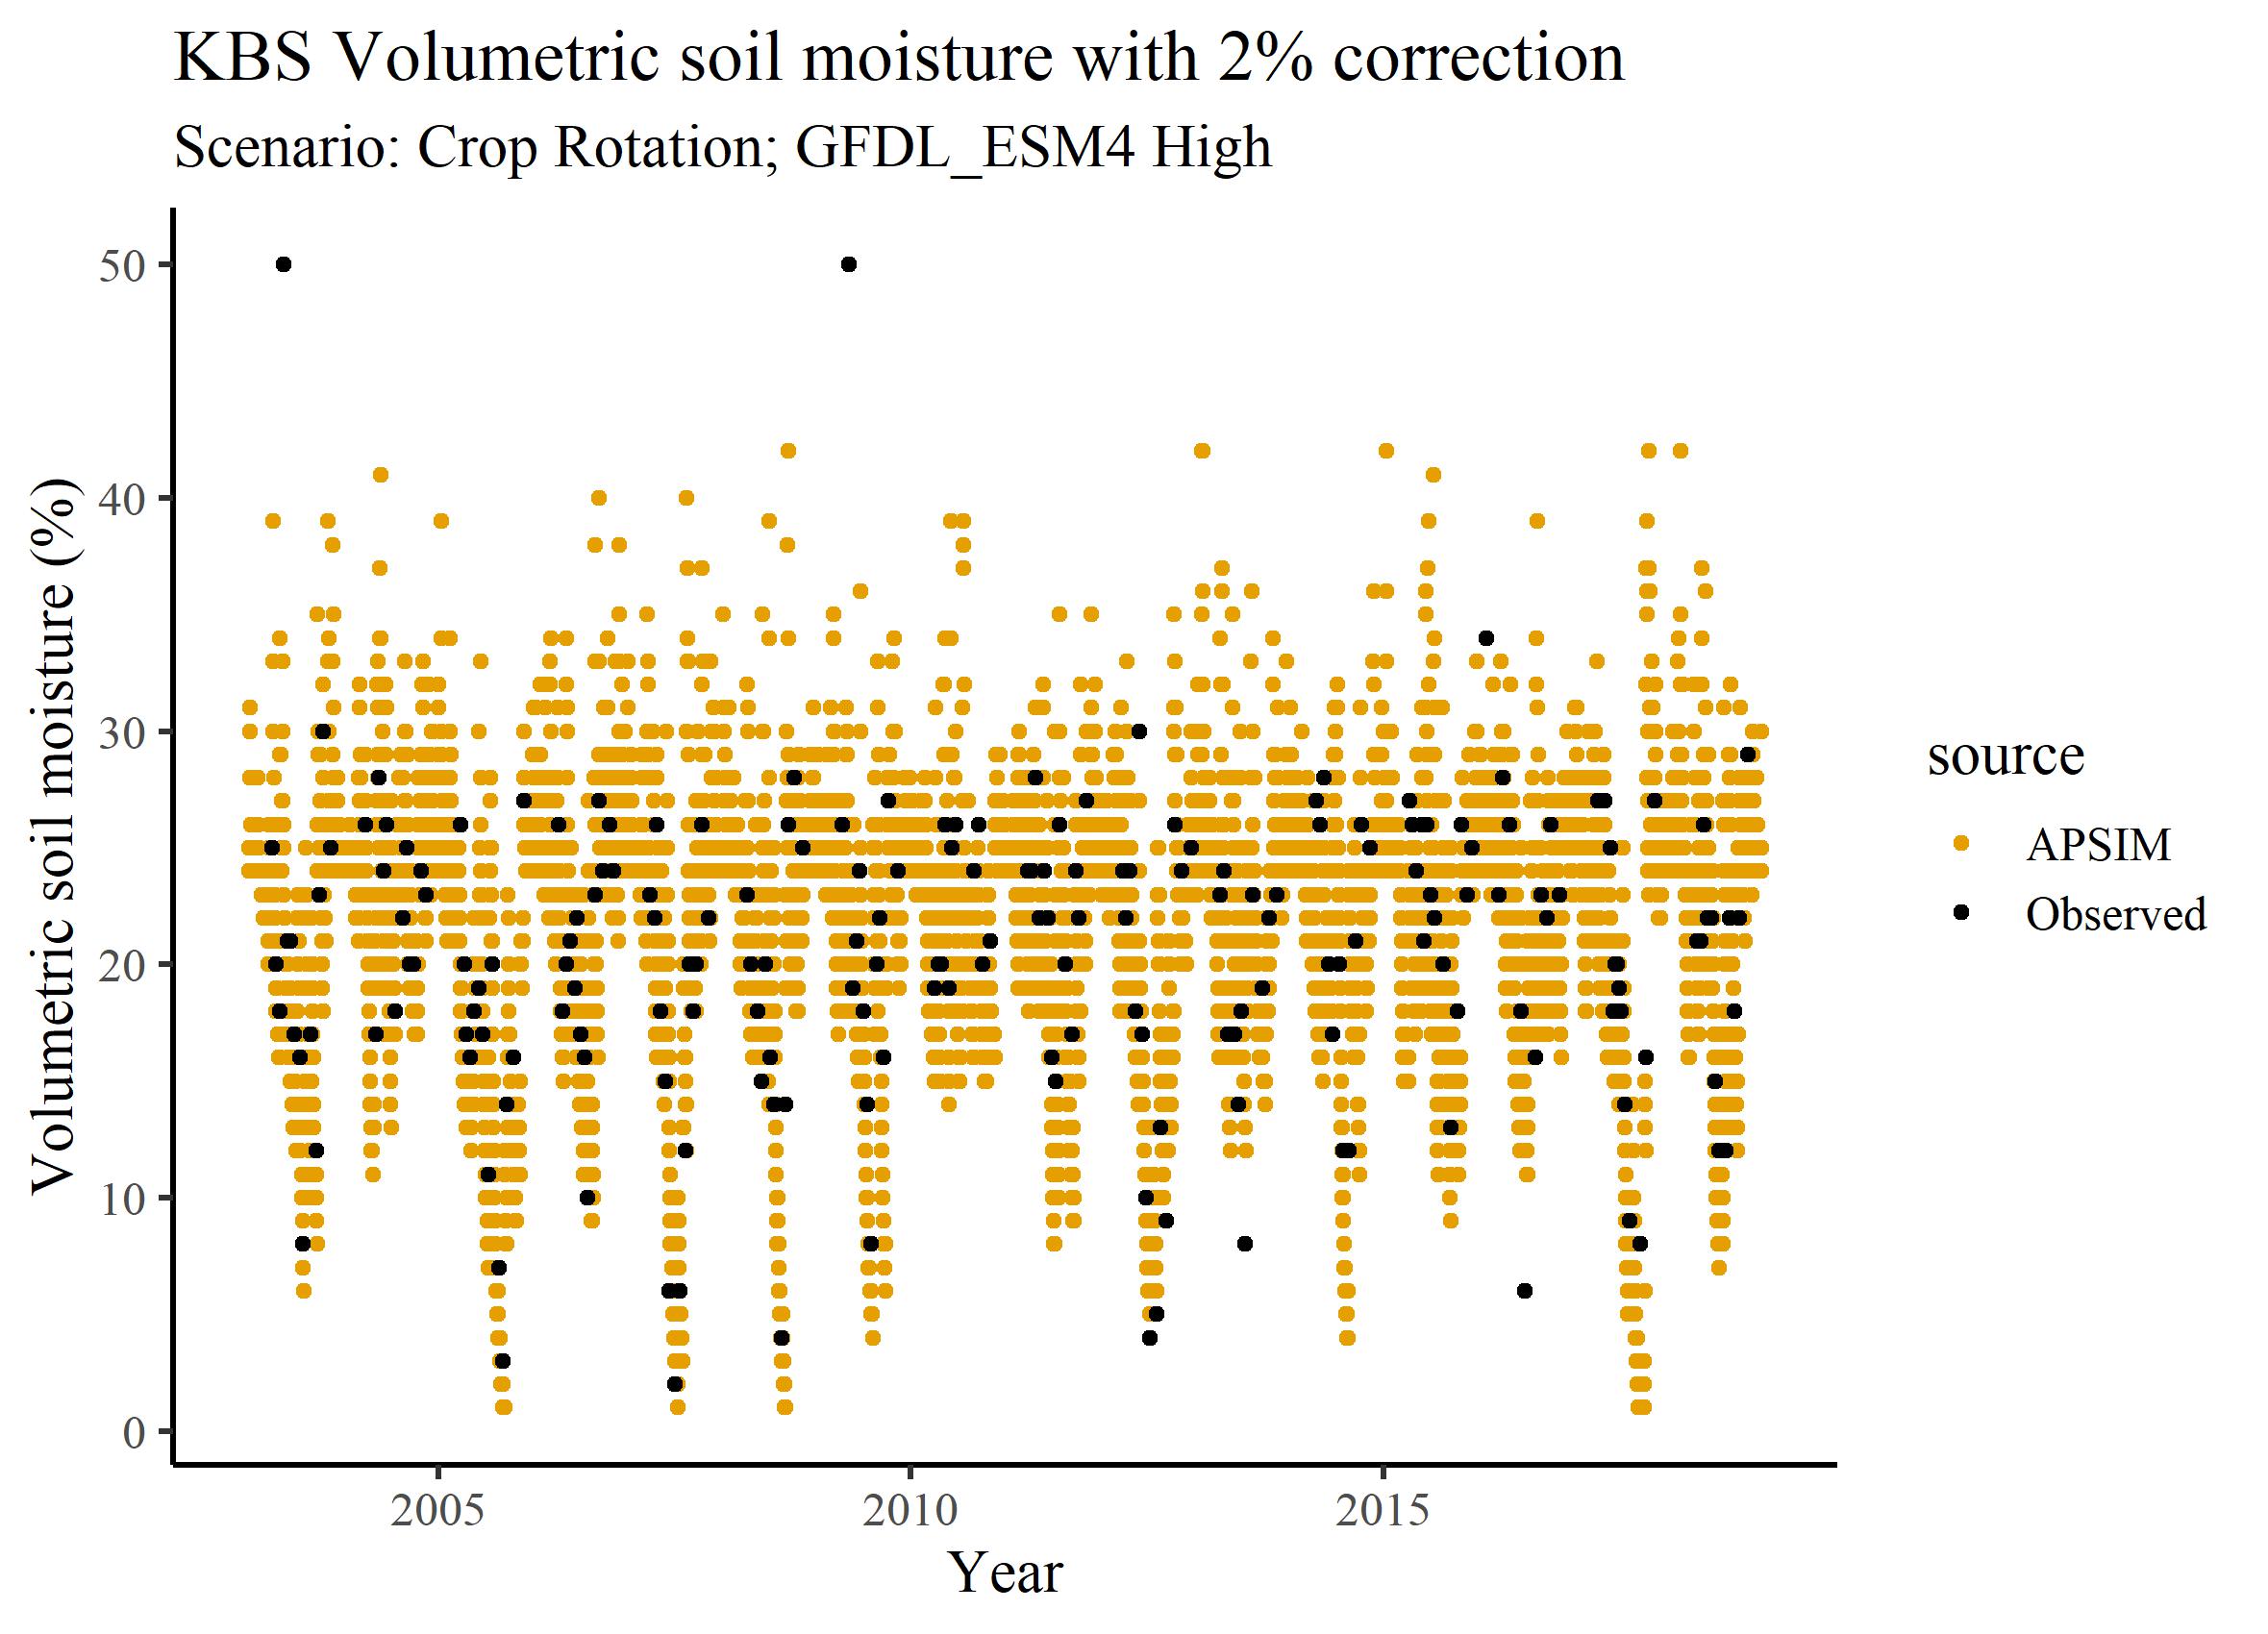 KBS Volumetric soil moisture with 2% correction
Scenario: Crop Rotation; GFDL_ESM4 High
Volumetric soil moisture (%)
50
40
30
20
10
0
2005
2010
2015
Year
source
APSIM
Observed